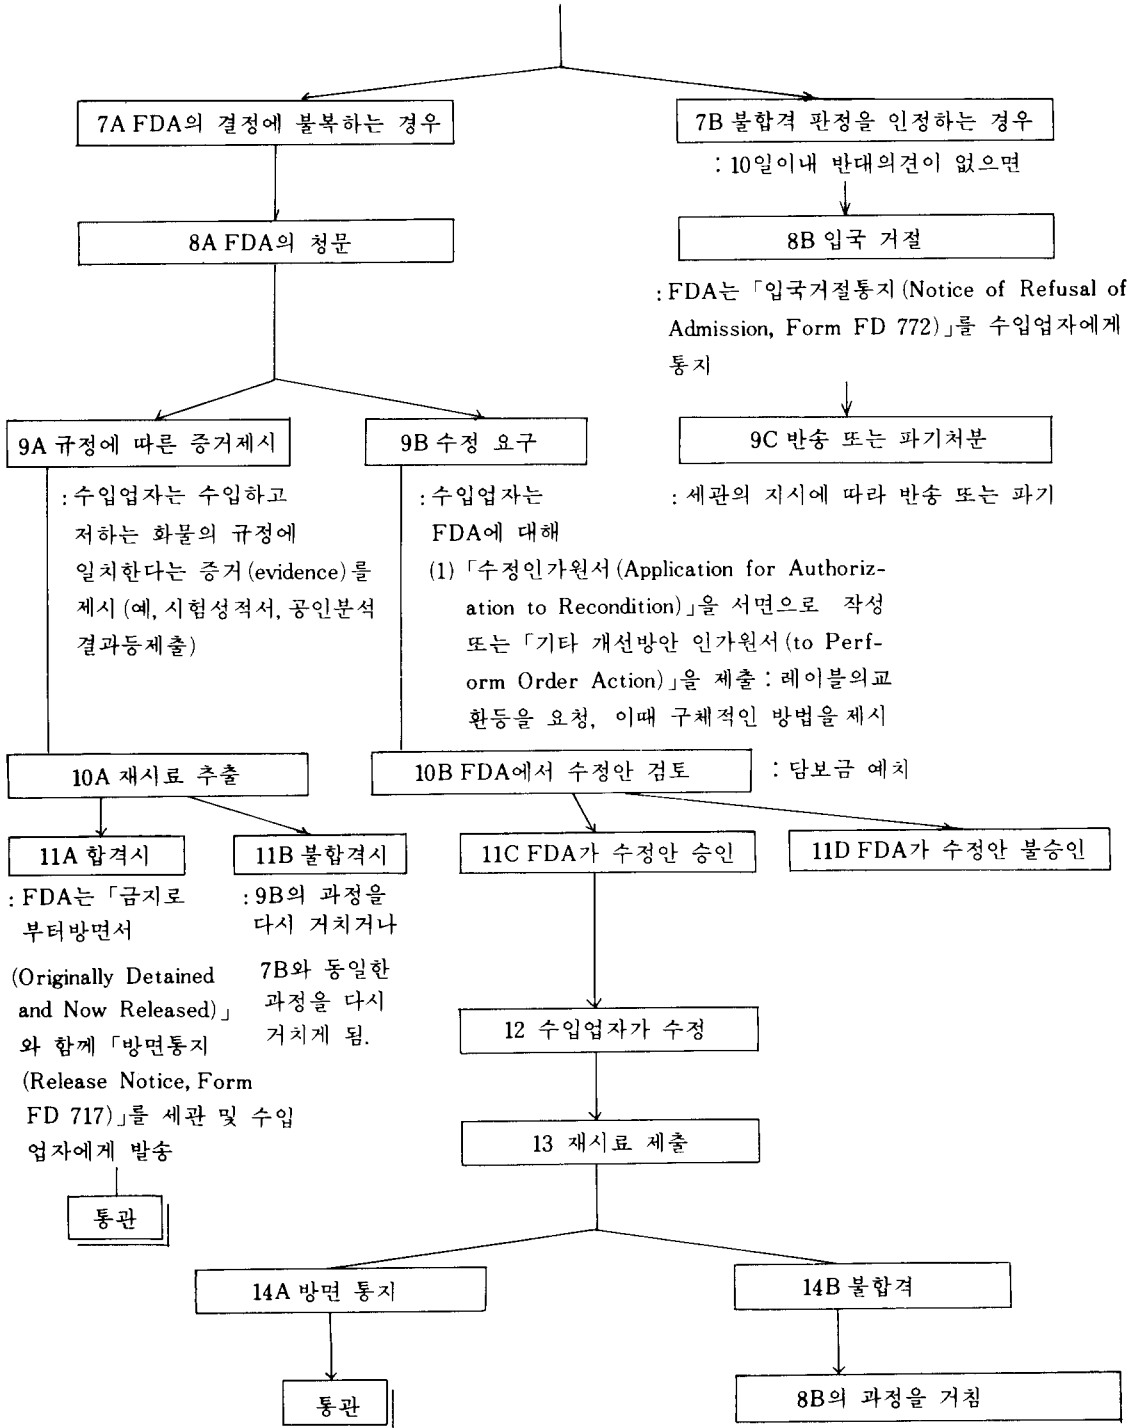 7A FDA의 결정에 불복하는 경우
7B 불합격 판정을 인정하는 경우
: 10일이내 반대의견이 없으면
8A FDA의 청문
8B 입국 거절
: FDA는 「입국거절통지 (Notice of Refusal of
Admission, Form FD 772)」를 수입업자에게
통지
9A 규정에 따른 증거제시
9B 수정 요구
9C 반송 또는 파기처분
: 수입업자는 수입하고
저하는 화물의 규정에
일치한다는 증거 (evidence)를
제시 (예, 시험성적서, 공인분석
결과등제출)
: 수입업자는
FDA에 대해
(1) 「수정인가원서 (Application for Authoriz-
ation to Recondition)」을 서면으로 작성
또는 「기타 개선방안 인가원서 (to Perf-
orm Order Action)」을 제출 : 레이블의교
환등을 요청, 이때 구체적인 방법을 제시
: 세관의 지시에 따라 반송 또는 파기
10A 재시료 추출
10B FDA에서 수정안 검토
: 담보금 예치
11A 합격시
11B 불합격시
11C FDA가 수정안 승인
11D FDA가 수정안 불승인
: FDA는 「금지로
부터방면서
(Originally Detained
and Now Released)」
와 함께 「방면통지
(Release Notice, Form
FD 717)」를 세관 및 수입
업자에게 발송
: 9B의 과정을
다시 거치거나
7B와 동일한
과정을 다시
거치게 됨.
12 수입업자가 수정
13 재시료 제출
통관
14A 방면 통지
14B 불합격
통관
8B의 과정을 거침